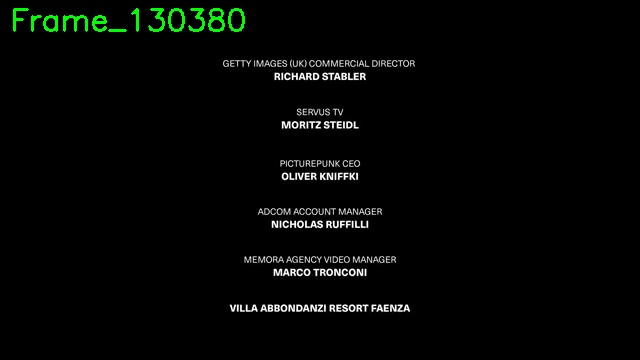 Frame_130380
GETTY IMAGES (UK) COMMERCIAL DIRECTOR
RICHARD STABLER
SERVUS TV
MORITZ STEIDL
PICTUREPUNK CEO
OLIVER KNIFFKI
ADCOM ACCOUNT MANAGER
NICHOLAS RUFFILLI
MEMORA AGENCY VIDEO MANAGER
MARCO TRONCONI
VILLA ABBONDANZI RESORT FAENZA